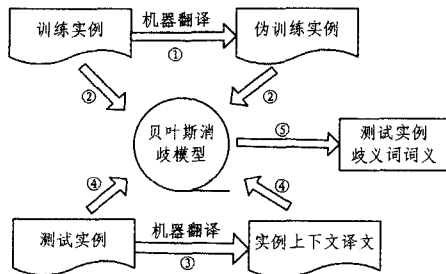 训练实例
机器翻译
①
伪训练实例
②
②
贝叶斯消
歧模型
⑤
测试实例
歧义词词义
④
④
测试实例
机器翻译
③
实例上下文译文